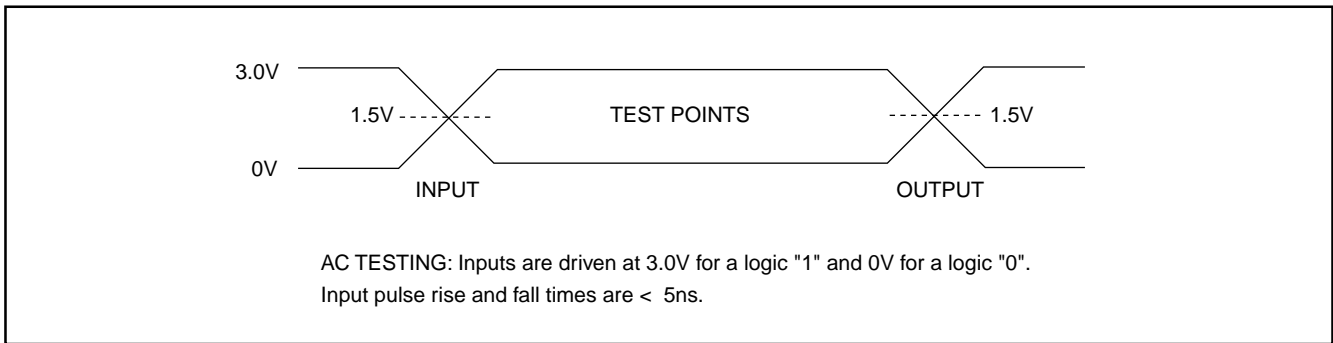 3.0V
1.5V TEST POINTS 1.5V
0V
INPUT OUTPUT
AC TESTING: Inputs are driven at 3.0V for a logic "1" and 0V for a logic "0".
Input pulse rise and fall times are < 5ns.